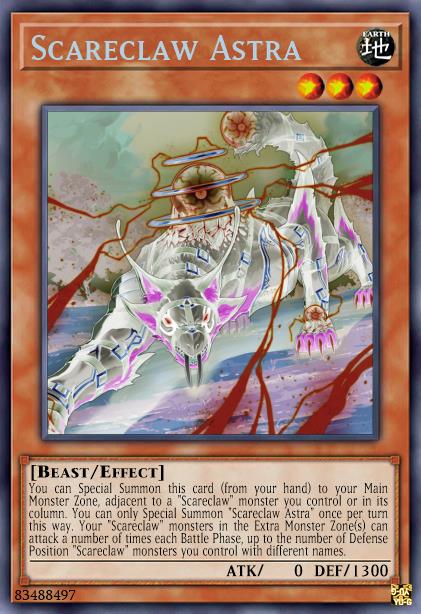 SCARECLAW ASTRA
EARTH
地
[BEAST/EFFECT]
You can Special Summon this card (from your hand) to your Main
Monster Zone, adjacent to a "Scareclaw" monster you control or in its
column. You can only Special Summon "Scareclaw Astra" once per turn
this way. Your "Scareclaw" monsters in the Extra Monster Zone(s) can
attack a number of times each Battle Phase, up to the number of Defense
Position "Scareclaw" monsters you control with different names.
ATK/ 0 DEF/1300
83488497